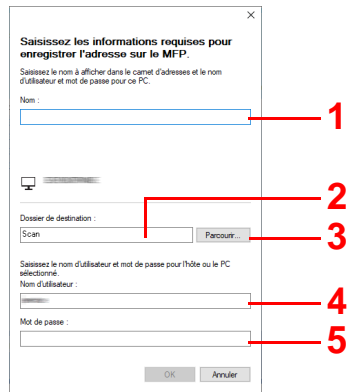 Saisissez les informations requises pour
enregistrer l'adresse sur le MFP.
Saisissez le nom à afficher dans le carnet d'adresses et le nom
d'utilisateur et mot de passe pour ce PC.
Nom :
1
2
Dossier de destination :
Scan
Parcourir...
3
Saisissez le nom d'utilisateur et mot de passe pour l'hôte ou le PC
sélectionné.
Nom d'utilisateur :
4
Mot de passe :
5
OK
Annuler